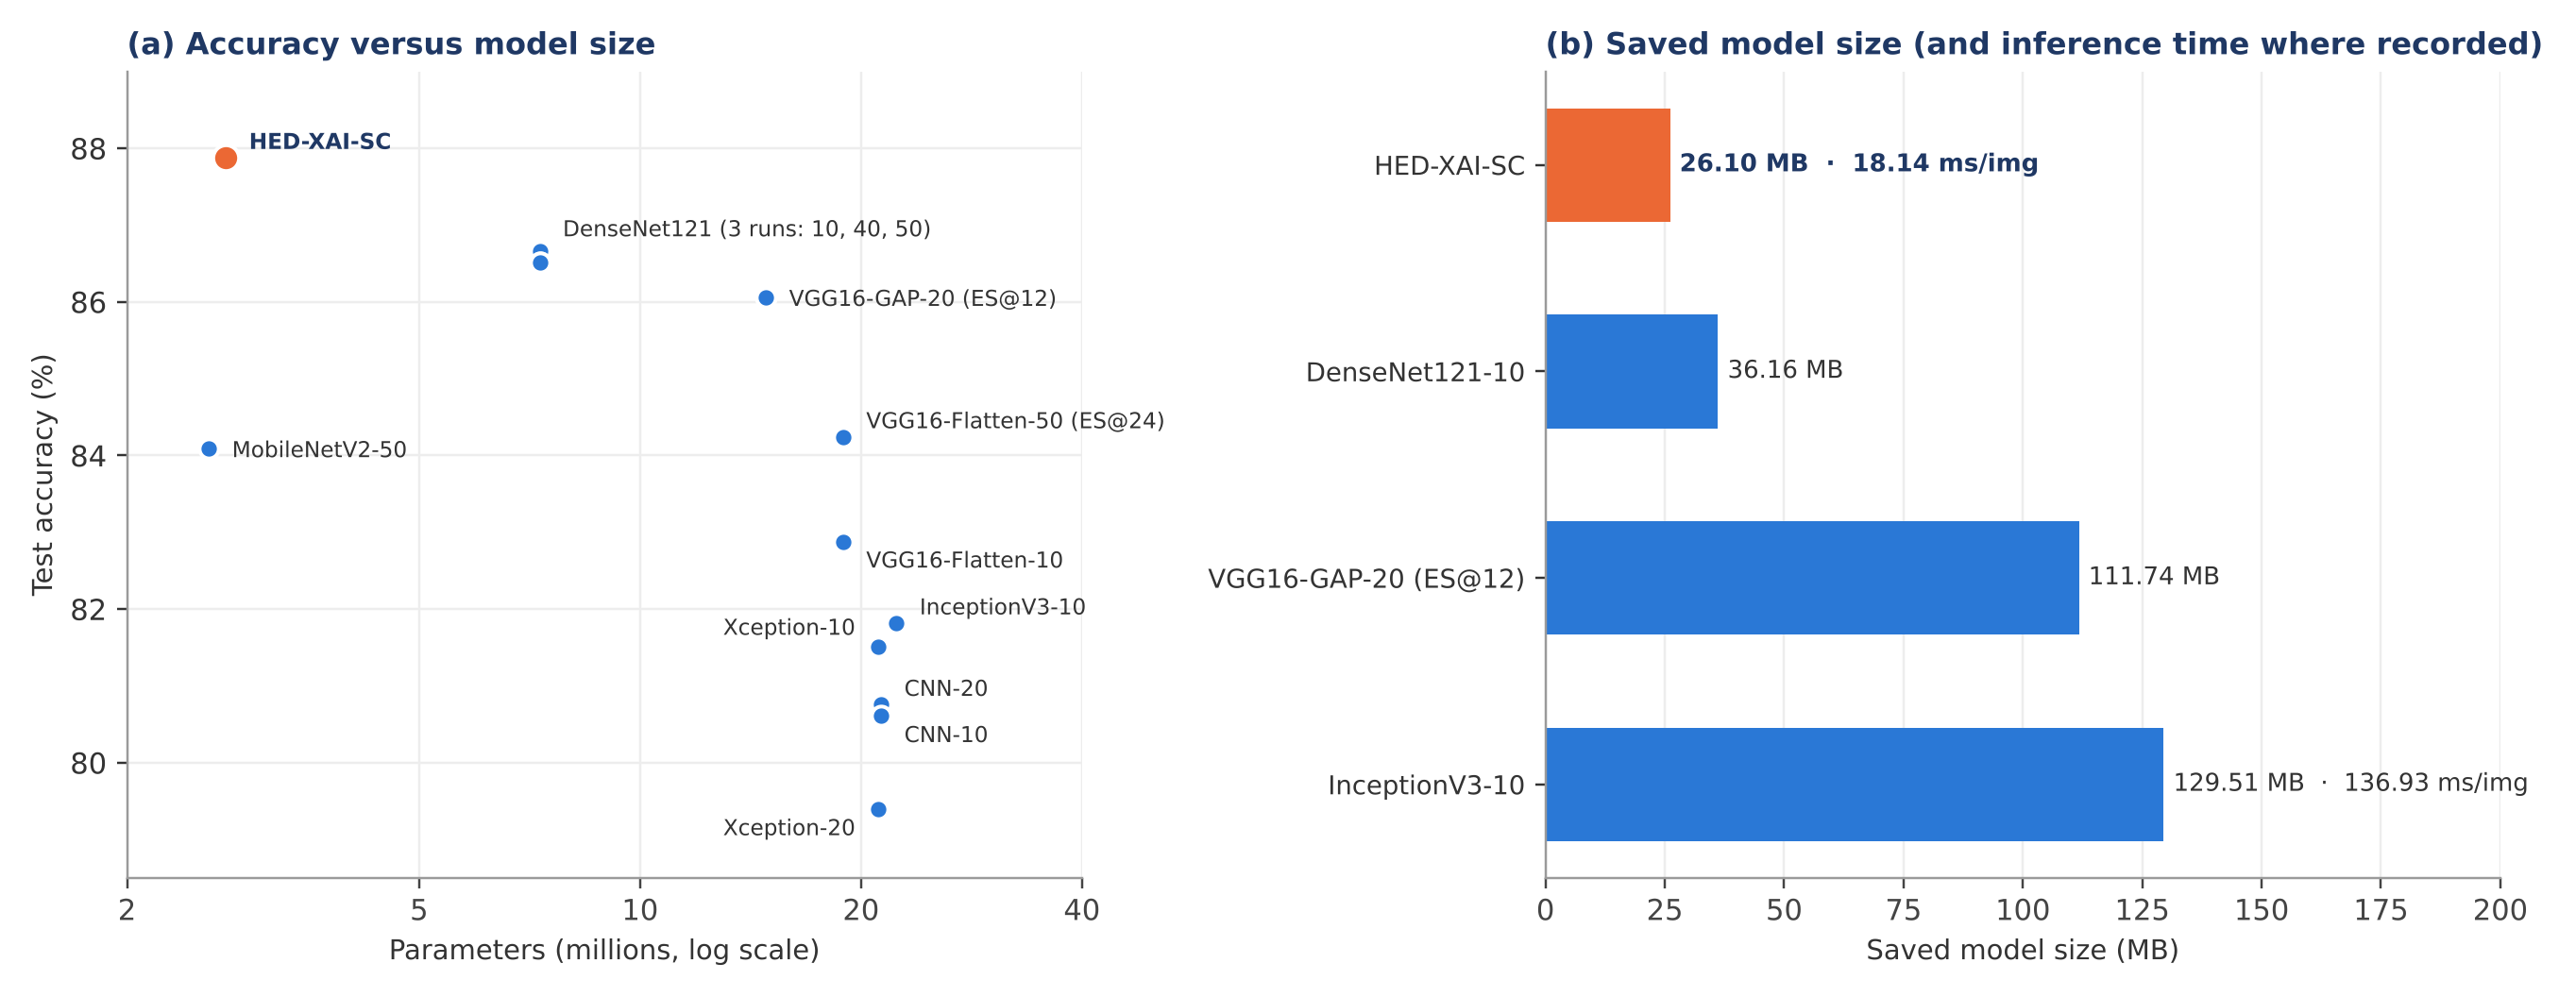 (a) Accuracy versus model size
Test accuracy (%)
88
86
84
82
80
HED-XAI-SC
DenseNet121 (3 runs: 10, 40, 50)
VGG16-GAP-20 (ES@12)
VGG16-Flatten-50 (ES@24)
MobileNetV2-50
VGG16-Flatten-10
InceptionV3-10
Xception-10
CNN-20
CNN-10
Xception-20
2 5 10 20 40
Parameters (millions, log scale)
(b) Saved model size (and inference time where recorded)
HED-XAI-SC 26.10 MB · 18.14 ms/img
DenseNet121-10 36.16 MB
VGG16-GAP-20 (ES@12) 111.74 MB
InceptionV3-10 129.51 MB · 136.93 ms/img
0 25 50 75 100 125 150 175 200
Saved model size (MB)